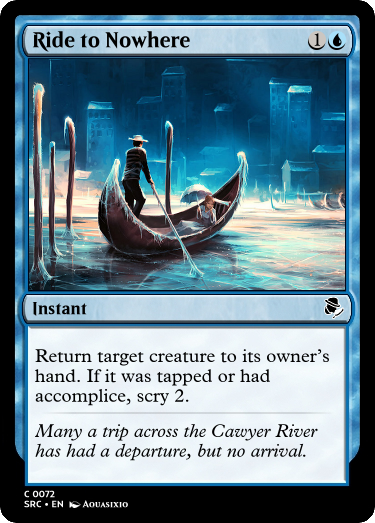 Ride to Nowhere
1
Instant
Return target creature to its owner's
hand. If it was tapped or had
accomplice, scry 2.
Many a trip across the Cawyer River
has had a departure, but no arrival.
C 0072
SRC • EN Aquasixio